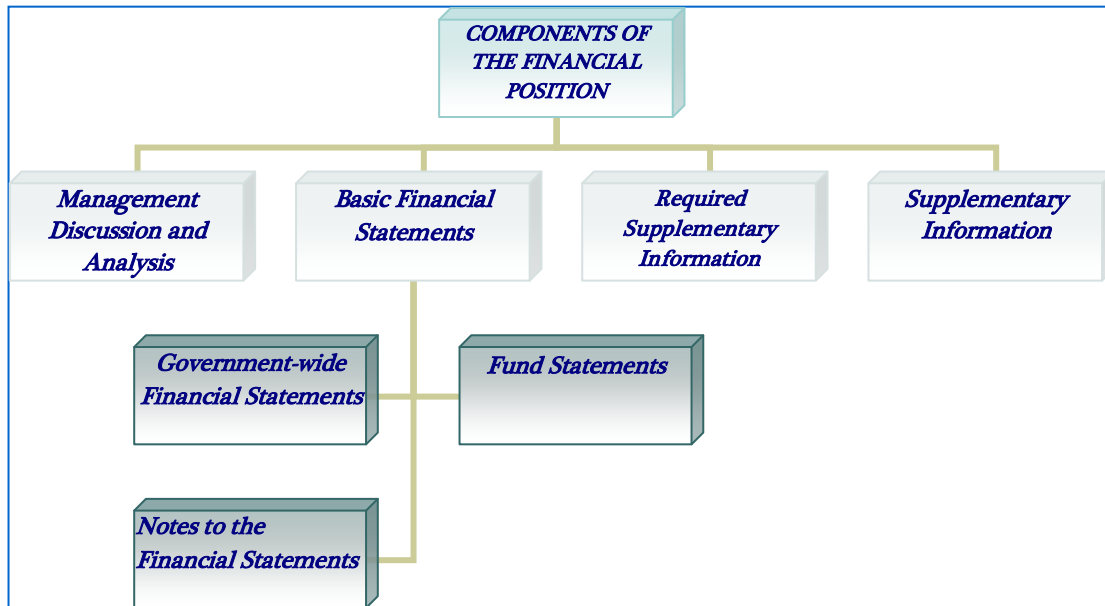 COMPONENTS OF
THE FINANCIAL
POSITION
Management
Discussion and
Analysis
Basic Financial
Statements
Required
Supplementary
Information
Supplementary
Information
Government-wide
Financial Statements
Fund Statements
Notes to the
Financial Statements